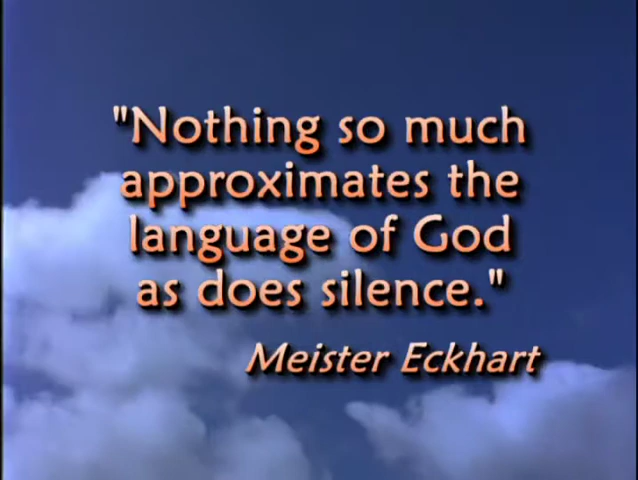 "Nothing so much
approximates the
language of God
as does silence."
Meister Eckhart